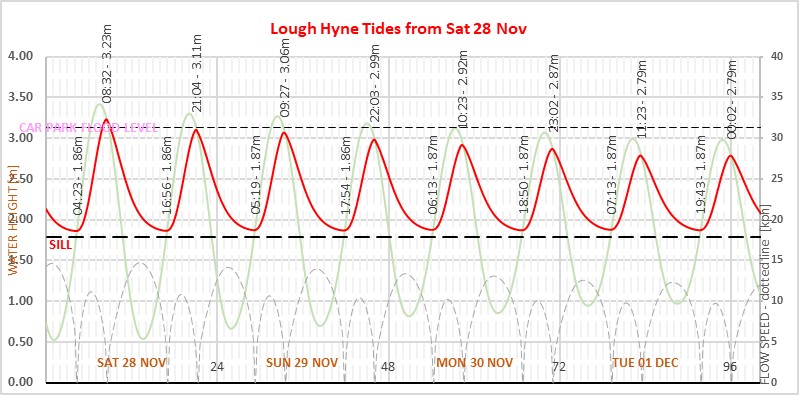 Lough Hyne Tides from Sat 28 Nov
4.00
3.50
3.00
2.50
2.00
1.50
1.00
0.50
0.00
WATER HEIGHT [m]
CAR PARK FLOOD LEVEL
SILL
04:23 - 1.86m
08:32 - 3.23m
16:56 - 1.86m
21:04 - 3.11m
05:19 - 1.87m
09:27 - 3.06m
17:54 - 1.86m
22:03 - 2.99m
06:13 - 1.87m
10:23 - 2.92m
18:50 - 1.87m
23:02 - 2.87m
07:13 - 1.87m
11:23 - 2.79m
19:43 - 1.87m
00:02 - 2.79m
SAT 28 NOV
24
SUN 29 NOV
48
MON 30 NOV
72
TUE 01 DEC
96
40
35
30
25
20
15
10
5
0
FLOW SPEED - dotted line [kph]